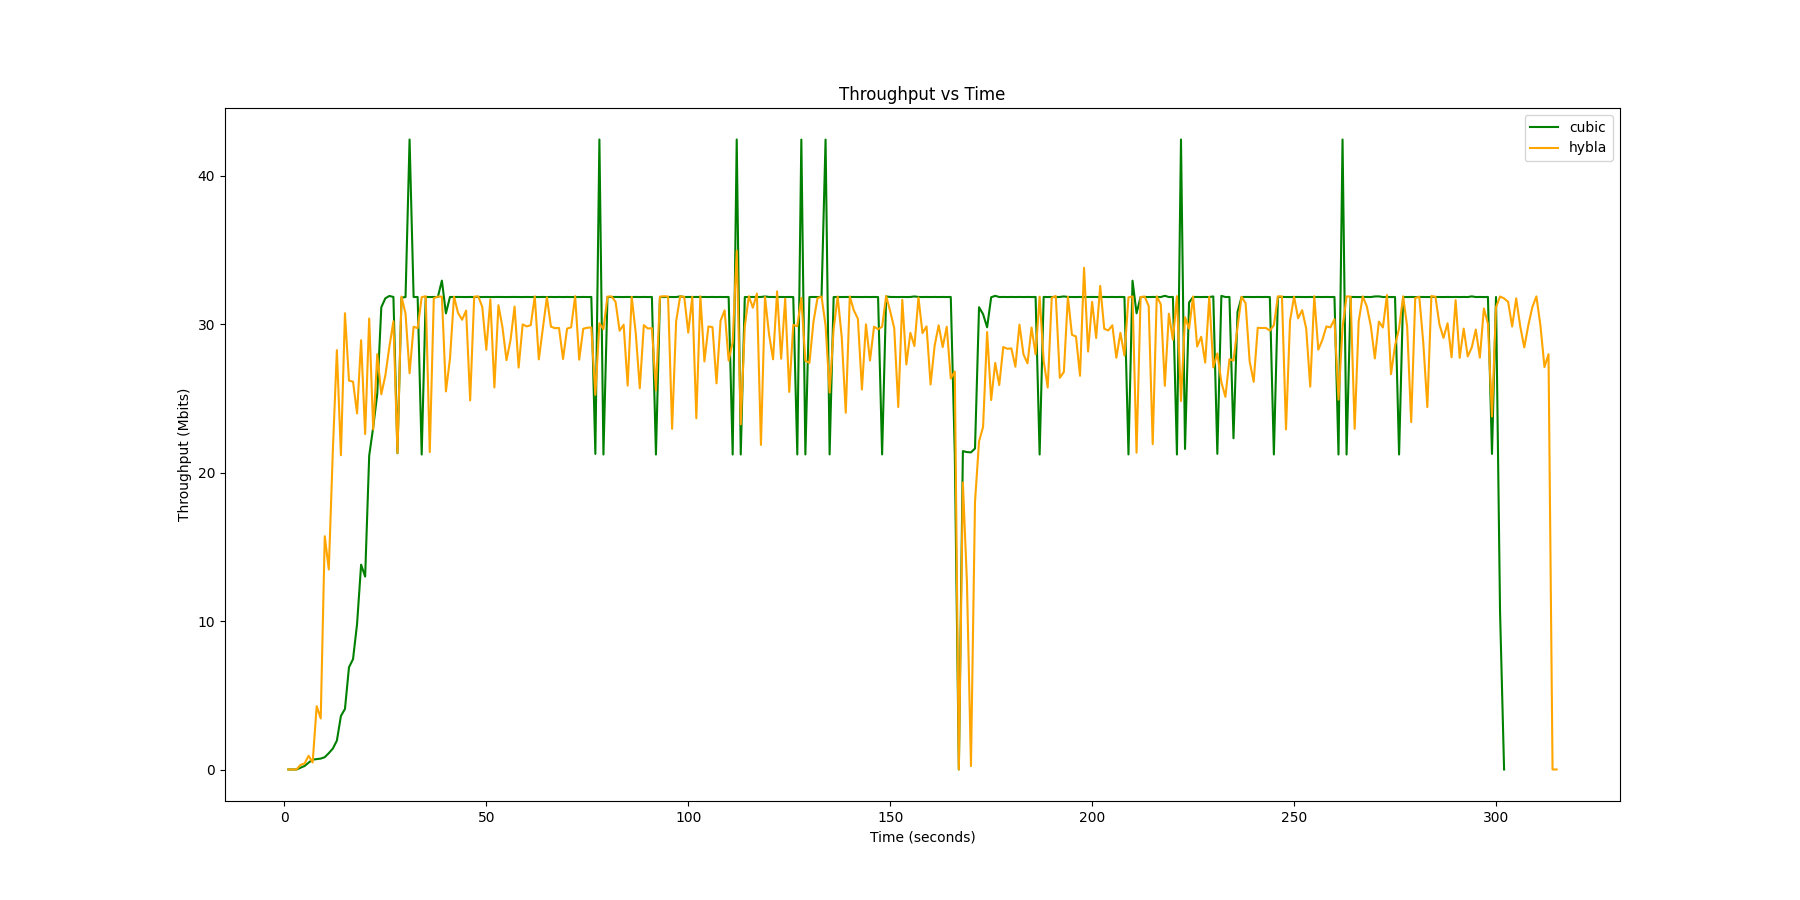 Throughput vs Time
cubic
hybla
40
30
20
10
0
Throughput (Mbits)
0 50 100 150 200 250 300
Time (seconds)